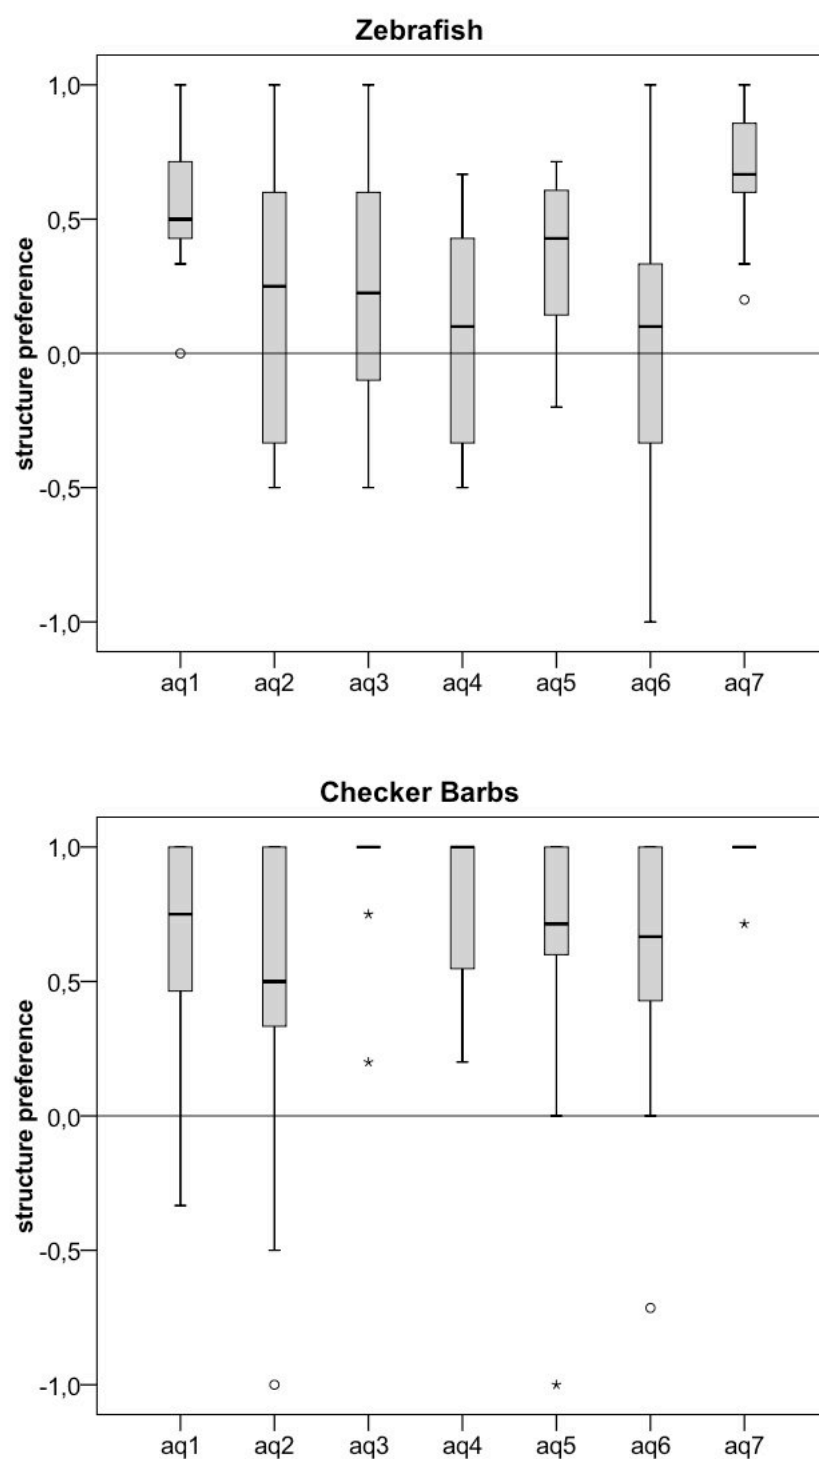 Zebrafish
structure preference
1,0
0,5
0,0
-0,5
-1,0
aq1 aq2 aq3 aq4 aq5 aq6 aq7
Checker Barbs
structure preference
1,0
0,5
0,0
-0,5
-1,0
aq1 aq2 aq3 aq4 aq5 aq6 aq7